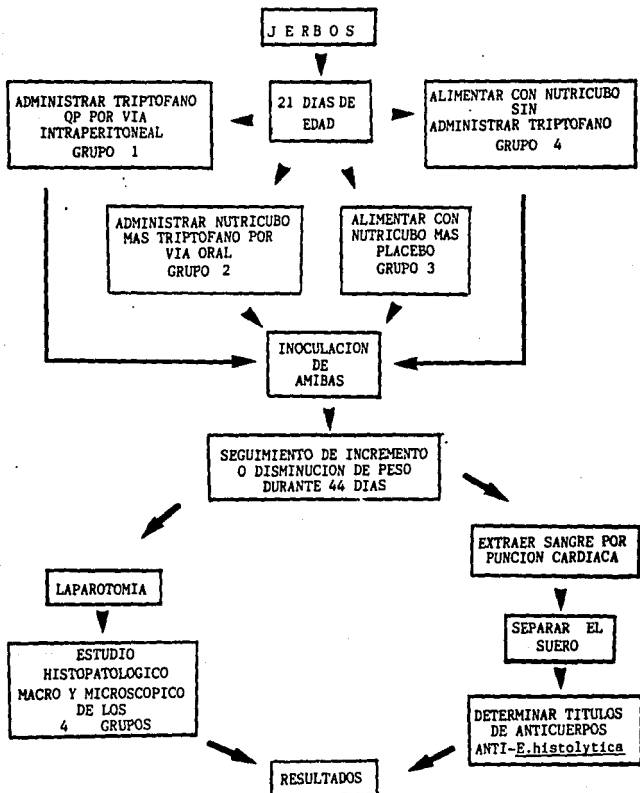 J E R B O S
ADMINISTRAR TRIPTOFANO
QP POR VIA
INTRAPERITONEAL
GRUPO 1
21 DIAS DE
EDAD
ALIMENTAR CON NUTRICUBO
SIN
ADMINISTRAR TRIPTOFANO
GRUPO 4
ADMINISTRAR NUTRICUBO
MAS TRIPTOFANO POR
VIA ORAL
GRUPO 2
ALIMENTAR CON
NUTRICUBO MAS
PLACEBO
GRUPO 3
INOCULACION
DE
AMIBAS
SEGUIMIENTO DE INCREMENTO
O DISMINUCION DE PESO
DURANTE 44 DIAS
LAPAROTOMIA
ESTUDIO
HISTOPATOLOGICO
MACRO Y MICROSCOPICO
DE LOS
4 GRUPOS
EXTRAER SANGRE POR
PUNCION CARDIACA
SEPARAR EL
SUERO
DETERMINAR TITULOS
DE ANTICUERPOS
ANTI-E.histolytica
RESULTADOS